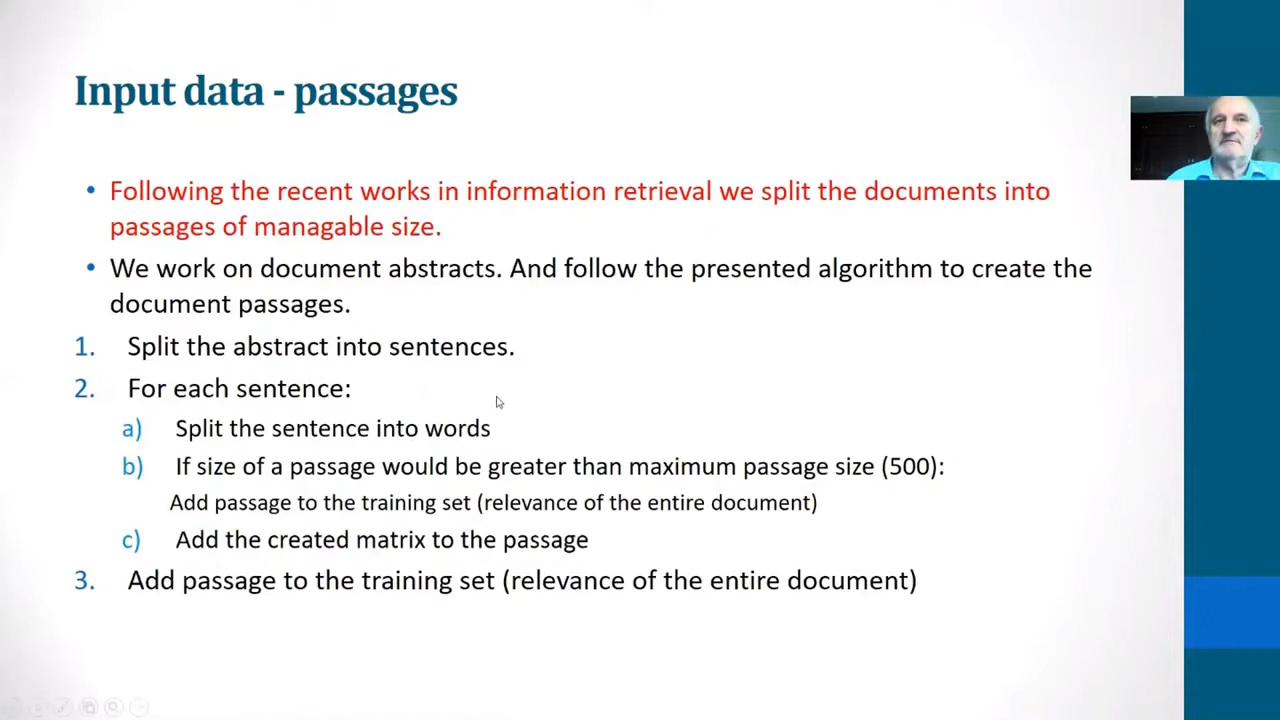 Input data - passages
• Following the recent works in information retrieval we split the documents into
passages of managable size.
• We work on document abstracts. And follow the presented algorithm to create the
document passages.
1. Split the abstract into sentences.
2. For each sentence:
a) Split the sentence into words
b) If size of a passage would be greater than maximum passage size (500):
Add passage to the training set (relevance of the entire document)
c) Add the created matrix to the passage
3. Add passage to the training set (relevance of the entire document)